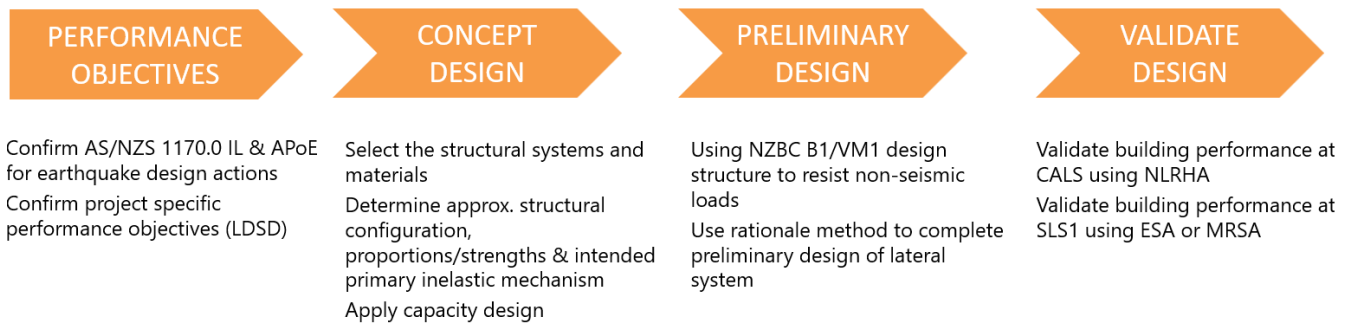 PERFORMANCE
OBJECTIVES
Confirm AS/NZS 1170.0 IL & APoE
for earthquake design actions
Confirm project specific
performance objectives (LDSD)
CONCEPT
DESIGN
Select the structural systems and
materials
Determine approx. structural
configuration,
proportions/strengths & intended
primary inelastic mechanism
Apply capacity design
PRELIMINARY
DESIGN
Using NZBC B1/VM1 design
structure to resist non-seismic
loads
Use rationale method to complete
preliminary design of lateral
system
VALIDATE
DESIGN
Validate building performance at
CALS using NLRHA
Validate building performance at
SLS1 using ESA or MRSA